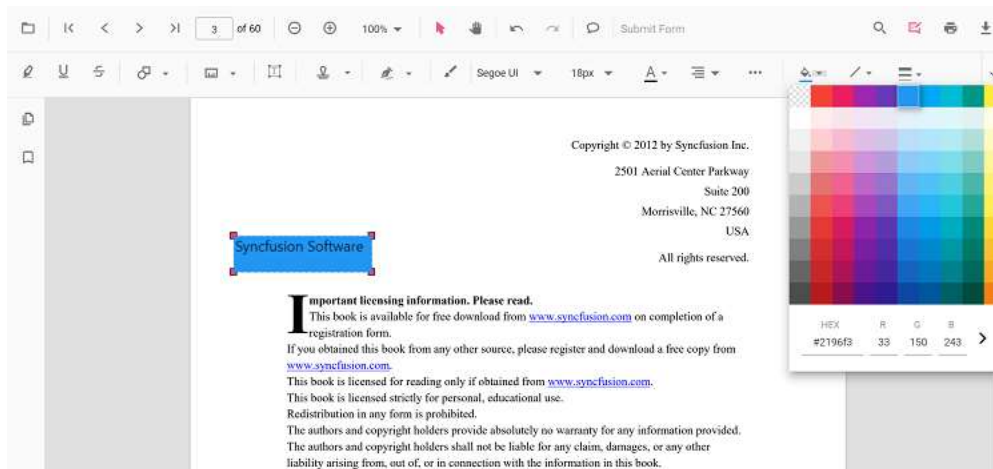 3 of 60 100% Submit Form
Segoe UI 18px A
Copyright © 2012 by Syncfusion Inc.
2501 Aerial Center Parkway
Suite 200
Morrisville, NC 27560
USA
All rights reserved.
Syncfusion Software
Important licensing information. Please read.
This book is available for free download from www.syncfusion.com on completion of a
registration form.
If you obtained this book from any other source, please register and download a free copy from
www.syncfusion.com.
This book is licensed for reading only if obtained from www.syncfusion.com.
This book is licensed strictly for personal, educational use.
Redistribution in any form is prohibited.
The authors and copyright holders provide absolutely no warranty for any information provided.
The authors and copyright holders shall not be liable for any claim, damages, or any other
liability arising from, out of, or in connection with the information in this book.
HEX R G B
#2196f3 33 150 243